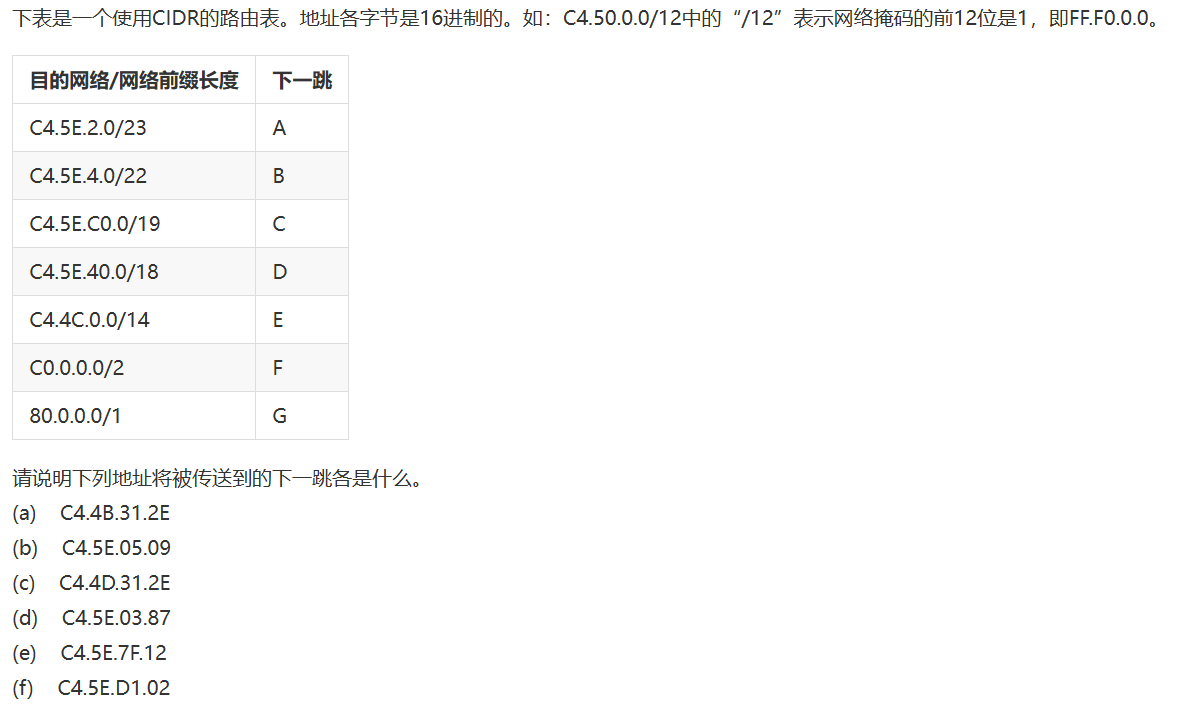 下表是一个使用CIDR的路由表。地址各字节是16进制的。如：C4.50.0.0/12中的“/12”表示网络掩码的前12位是1，即FF.F0.0.0。
目的网络/网络前缀长度 下一跳
C4.5E.2.0/23 A
C4.5E.4.0/22 B
C4.5E.C0.0/19 C
C4.5E.40.0/18 D
C4.4C.0.0/14 E
C0.0.0.0/2 F
80.0.0.0/1 G
请说明下列地址将被传送到的下一跳各是什么。
(a) C4.4B.31.2E
(b) C4.5E.05.09
(c) C4.4D.31.2E
(d) C4.5E.03.87
(e) C4.5E.7F.12
(f) C4.5E.D1.02